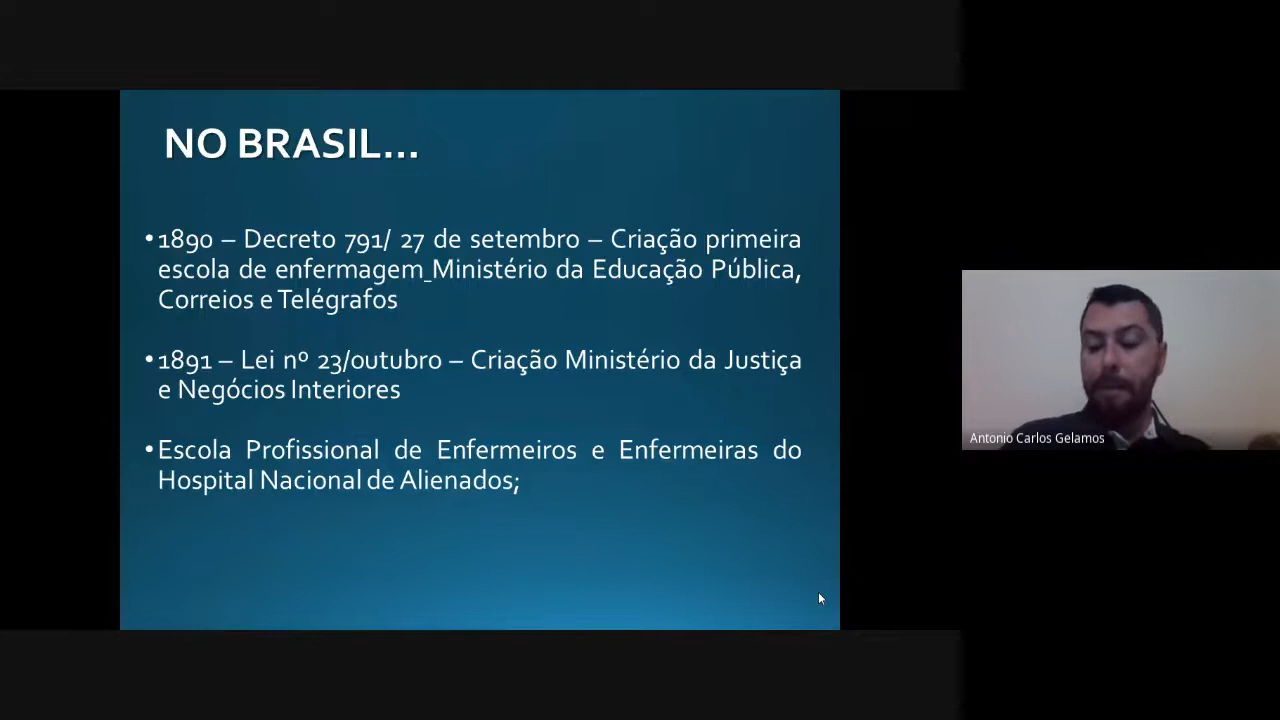 NO BRASIL...
•1890 – Decreto 791/ 27 de setembro – Criação primeira
escola de enfermagem_Ministério da Educação Pública,
Correios e Telégrafos
•1891 – Lei nº 23/outubro – Criação Ministério da Justiça
e Negócios Interiores
•Escola Profissional de Enfermeiros e Enfermeiras do
Hospital Nacional de Alienados;
Antonio Carlos Gelamos